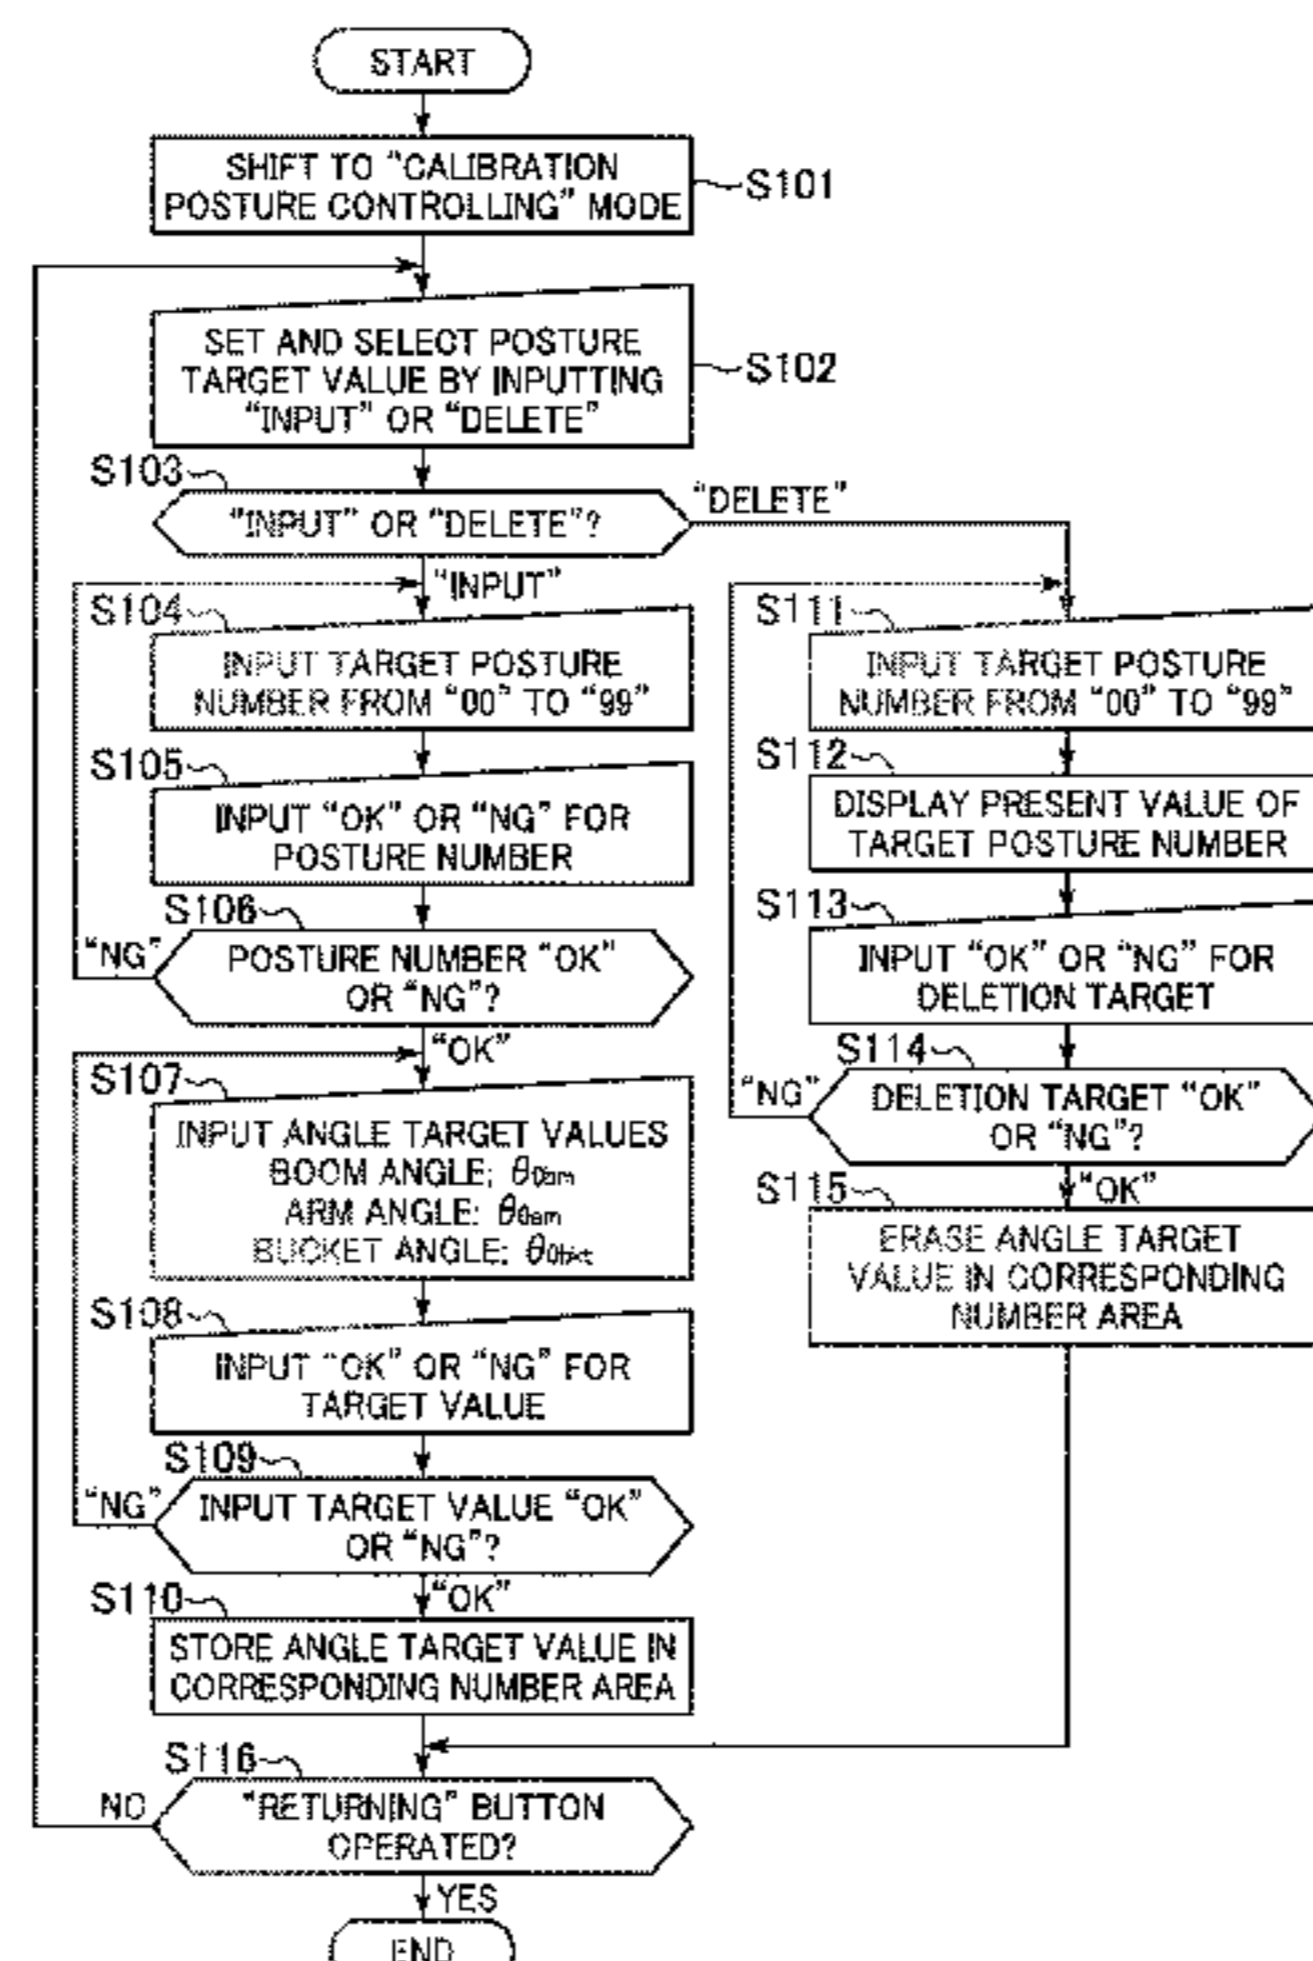 START
SHIFT TO “CALIBRATION
POSTURE CONTROLLING” MODE
S101
SET AND SELECT POSTURE
TARGET VALUE BY INPUTTING
“INPUT” OR “DELETE”
S102
S103
“INPUT” OR “DELETE”?
“DELETE”
“INPUT”
S104
INPUT TARGET POSTURE
NUMBER FROM “00” TO “99”
S105
INPUT “OK” OR “NG” FOR
POSTURE NUMBER
S106
“NG”
POSTURE NUMBER “OK”
OR “NG”?
“OK”
S107
INPUT ANGLE TARGET VALUES
BOOM ANGLE: θ0bm
ARM ANGLE: θ0am
BUCKET ANGLE: θ0bkt
S108
INPUT “OK” OR “NG” FOR
TARGET VALUE
S109
“NG”
INPUT TARGET VALUE “OK”
OR “NG”?
“OK”
S110
STORE ANGLE TARGET VALUE IN
CORRESPONDING NUMBER AREA
S111
INPUT TARGET POSTURE
NUMBER FROM “00” TO “99”
S112
DISPLAY PRESENT VALUE OF
TARGET POSTURE NUMBER
S113
INPUT “OK” OR “NG” FOR
DELETION TARGET
S114
“NG”
DELETION TARGET “OK”
OR “NG”?
“OK”
S115
ERASE ANGLE TARGET
VALUE IN CORRESPONDING
NUMBER AREA
S116
NO
“RETURNING” BUTTON
OPERATED?
YES
END